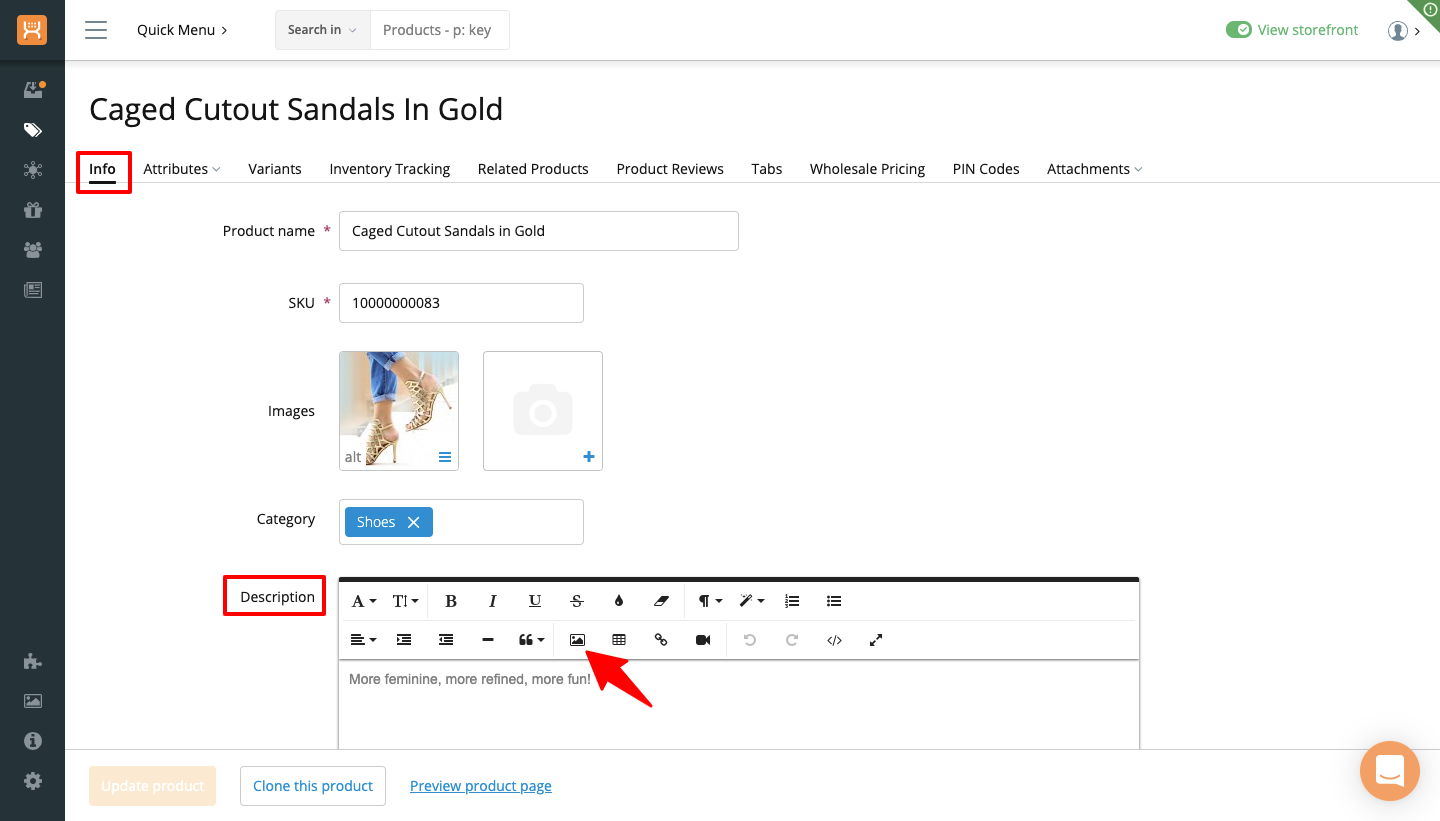 Quick Menu
Search in
Products - p: key
View storefront
Caged Cutout Sandals In Gold
Info Attributes Variants Inventory Tracking Related Products Product Reviews Tabs Wholesale Pricing PIN Codes Attachments
Product name * Caged Cutout Sandals in Gold
SKU * 10000000083
Images
alt
Category Shoes
Description
A T B I U S
More feminine, more refined, more fun!
Update product Clone this product Preview product page